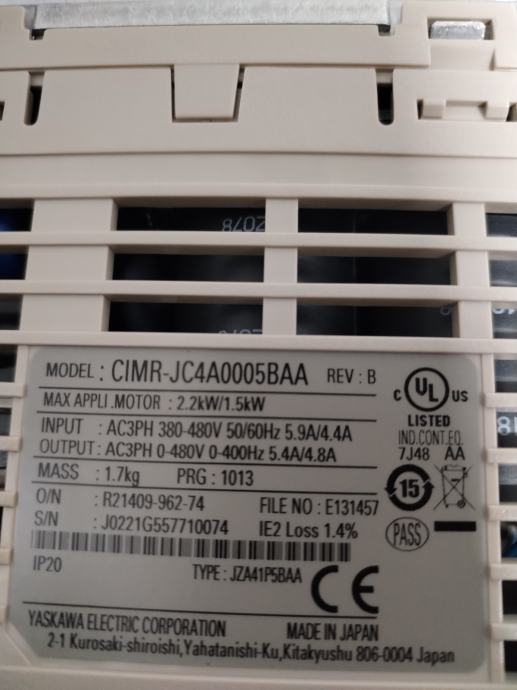 MODEL : CIMR-JC4A0005BAA REV : B
MAX APPLI.MOTOR : 2.2kW/1.5kW
INPUT : AC3PH 380-480V 50/60Hz 5.9A/4.4A
OUTPUT : AC3PH 0-480V 0-400Hz 5.4A/4.8A
MASS : 1.7kg PRG : 1013
O/N : R21409-962-74 FILE NO : E131457
S/N : J0221G557710074 IE2 Loss 1.4%
IP20 TYPE : JZA41P5BAA CE
YASKAWA ELECTRIC CORPORATION MADE IN JAPAN
2-1 Kurosaki-shiroishi,Yahatanishi-Ku,Kitakyushu 806-0004 Japan
c UL US
LISTED
IND.CONT.EQ.
7J48 AA
15
PASS